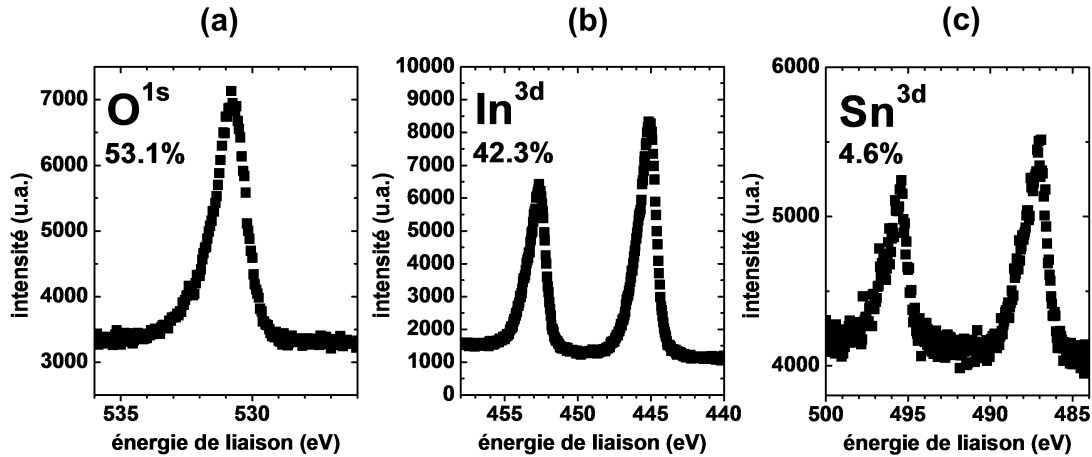 (a)
(b)
(c)
O1s
53.1%
In3d
42.3%
Sn3d
4.6%
intensité (u.a.)
7000
6000
5000
4000
3000
535
530
énergie de liaison (eV)
intensité (u.a.)
10000
9000
8000
7000
6000
5000
4000
3000
2000
1000
0
455
450
445
440
énergie de liaison (eV)
intensité (u.a.)
6000
5000
4000
500
495
490
485
énergie de liaison (eV)